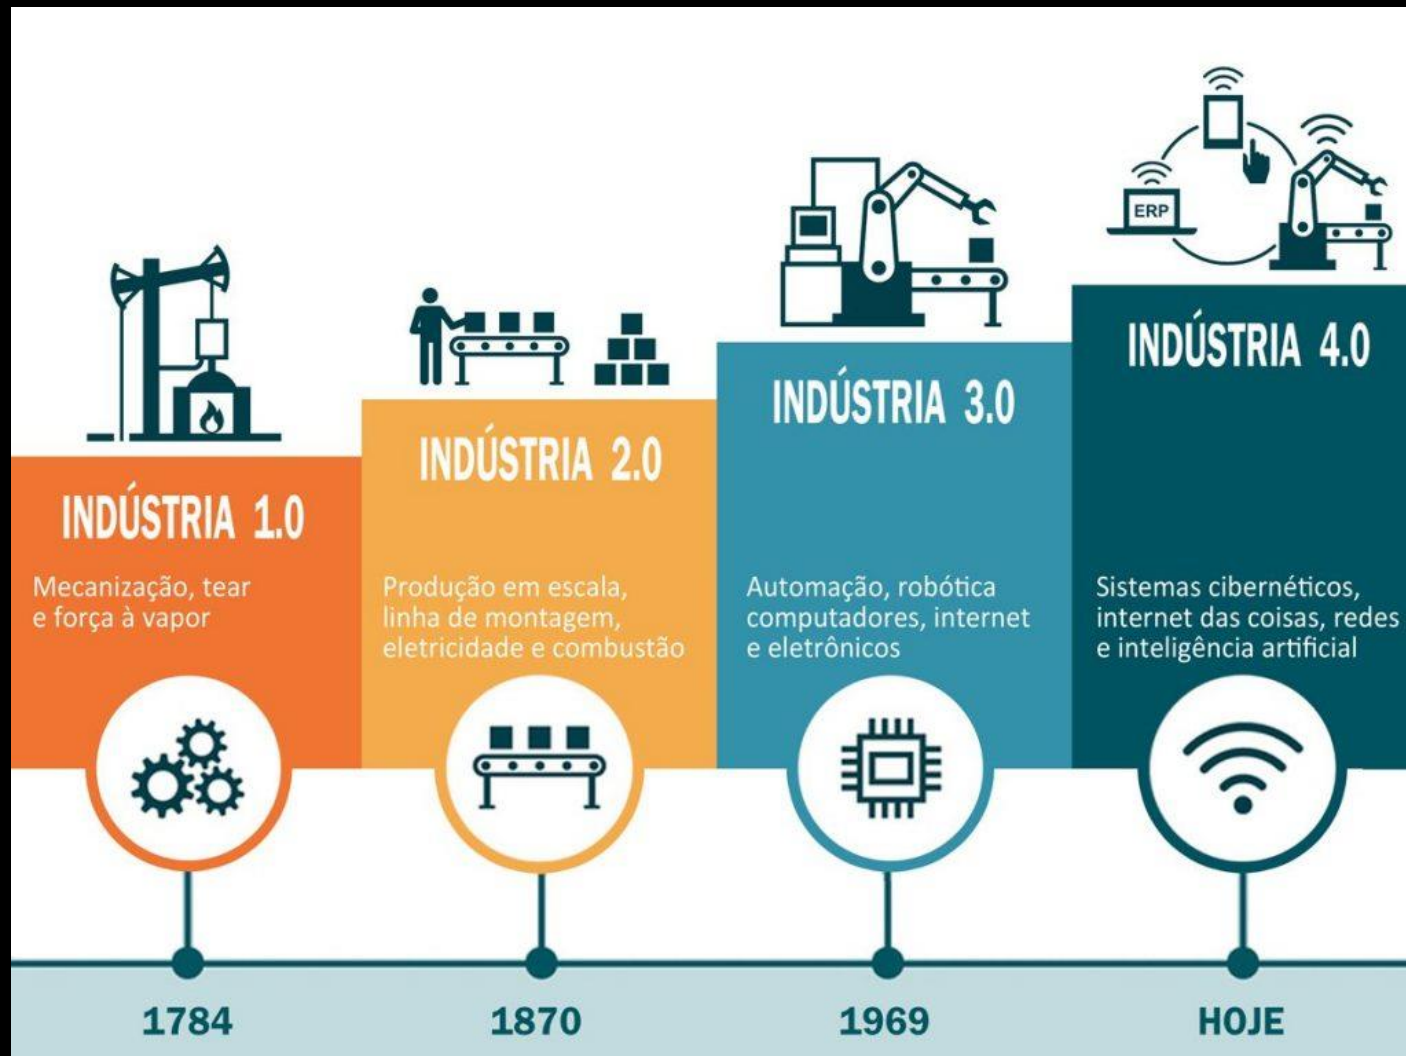 ERP
INDÚSTRIA 1.0
Mecanização, tear
e força à vapor
1784
INDÚSTRIA 2.0
Produção em escala,
linha de montagem,
eletricidade e combustão
1870
INDÚSTRIA 3.0
Automação, robótica
computadores, internet
e eletrônicos
1969
INDÚSTRIA 4.0
Sistemas cibernéticos,
internet das coisas, redes
e inteligência artificial
HOJE